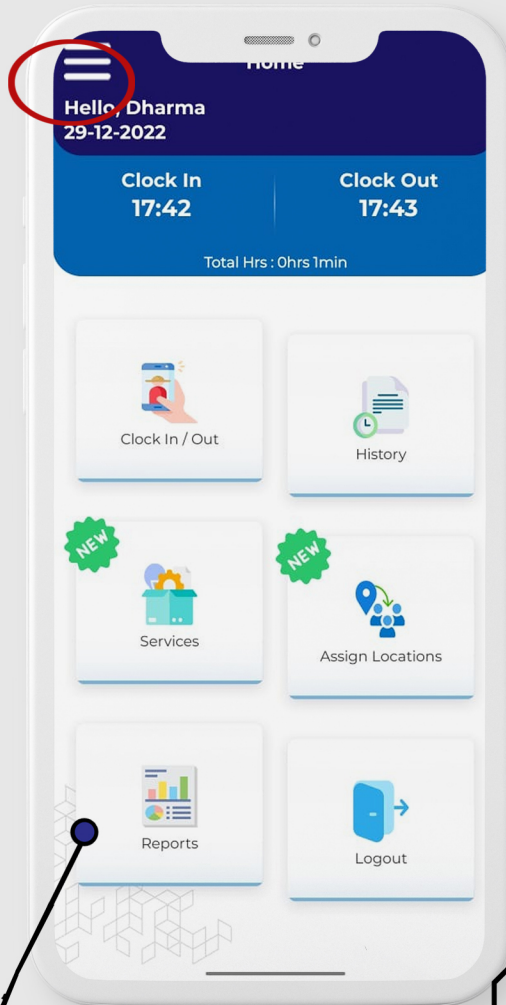 Home
Hello, Dharma
29-12-2022
Clock In
Clock Out
17:42
17:43
Total Hrs : 0hrs 1min
Clock In / Out
History
NEW
NEW
Services
Assign Locations
Reports
Logout